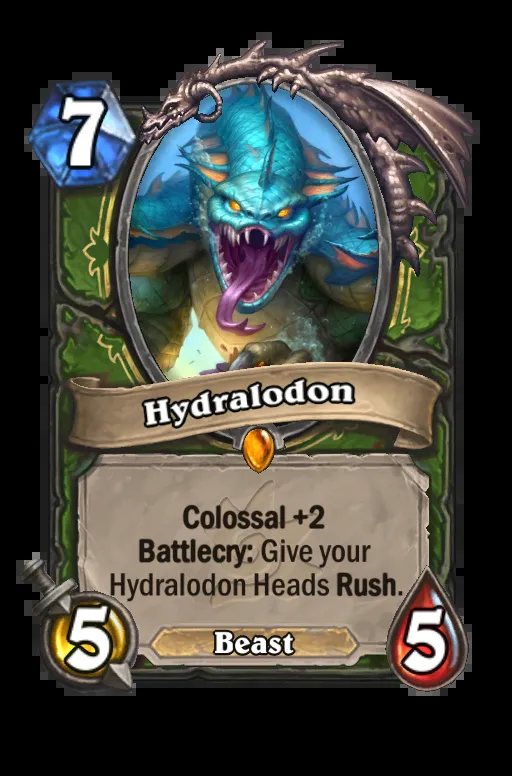 7
Hydralodon
Colossal +2
Battlecry: Give your
Hydralodon Heads Rush.
5
Beast
5